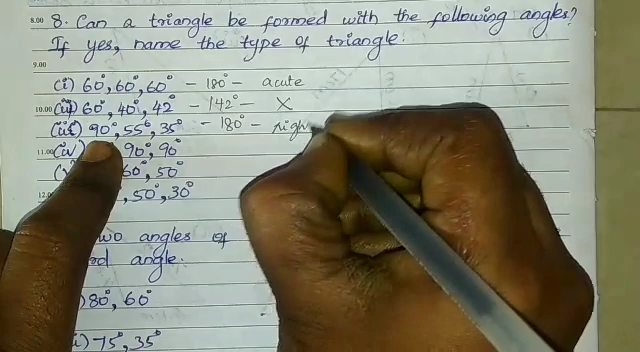 8.00 8. Can a triangle be formed with the following angles?
If yes, name the type of triangle.
9.00
(i) 60°, 60°, 60° - 180° - acute
10.00 (ii) 60°, 40°, 42° - 142° - X
(iii) 90°, 55°, 35° - 180° - righ
11.00 (iv) 90°, 90°
(v 60°, 50°
12.0 , 50°, 30°
wo angles of
angle.
)80°, 60°
i) 75°, 35°